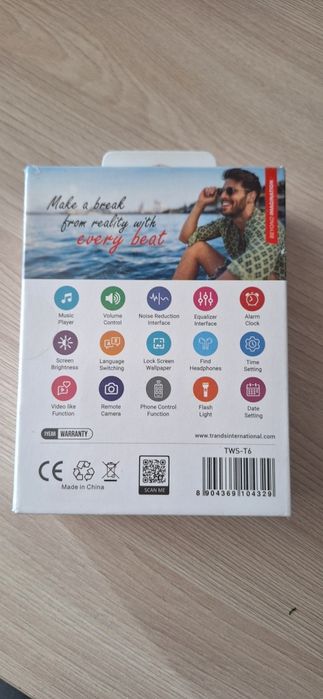 Make a break
from reality with
every beat
BEYOND IMAGINATION
Music
Player
Volume
Control
Noise Reduction
Interface
Equalizer
Interface
Alarm
Clock
Screen
Brightness
Language
Switching
Lock Screen
Wallpaper
Find
Headphones
Time
Setting
Video like
Function
Remote
Camera
Phone Control
Function
Flash
Light
Date
Setting
1YEAR WARRANTY
www.trandsinternational.com
TWS-T6
CE
Made in China
SCAN ME
8 904369 104329